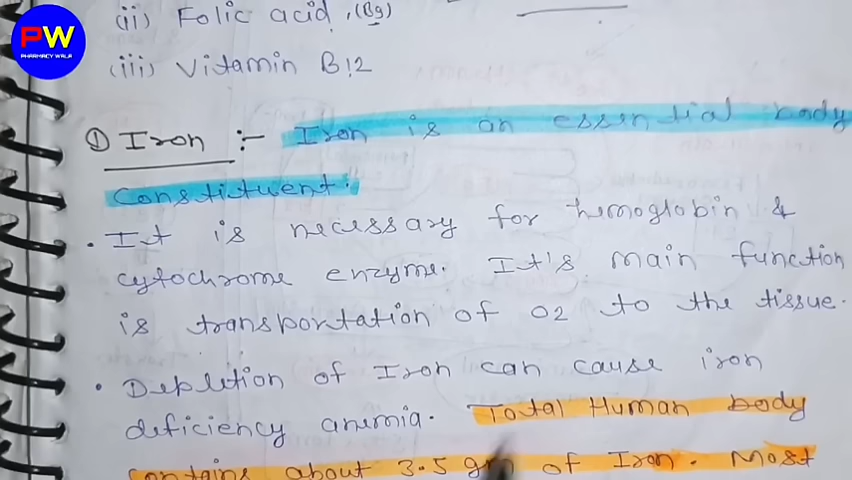 PW
PHARMACY WALA
(ii) Folic acid, (B9)
(iii) Vitamin B12
① Iron :- Iron is an essential body
Constituent.
• It is necessary for hemoglobin &
cytochrome enzyme. It's main function
is transportation of O2 to the tissue.
• Depletion of Iron can cause iron
deficiency anemia. Total Human body
contains about 3.5 gm of Iron. Most